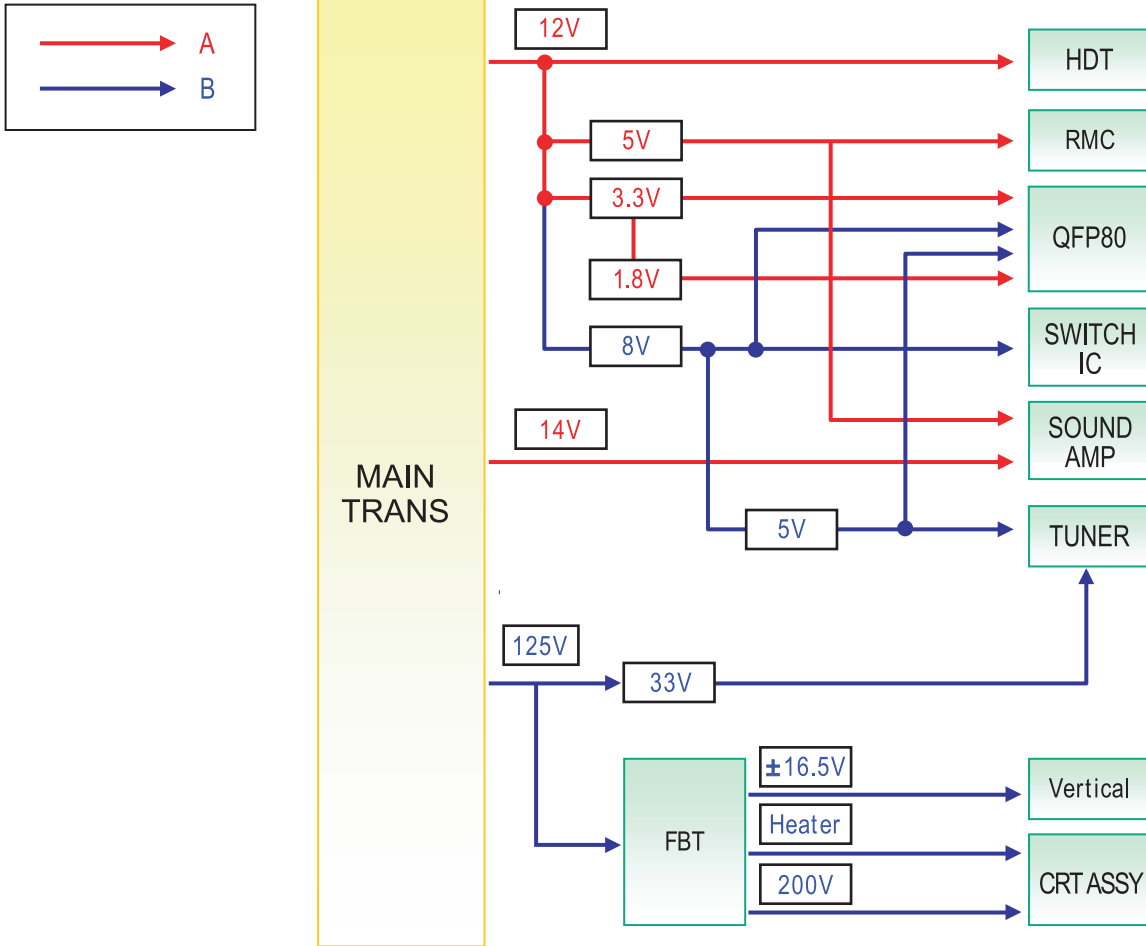 A
B
12V
HDT
5V
RMC
3.3V
QFP80
1.8V
8V
SWITCH
IC
14V
SOUND
AMP
MAIN
TRANS
5V
TUNER
125V
33V
±16.5V
Vertical
Heater
FBT
200V
CRT ASSY